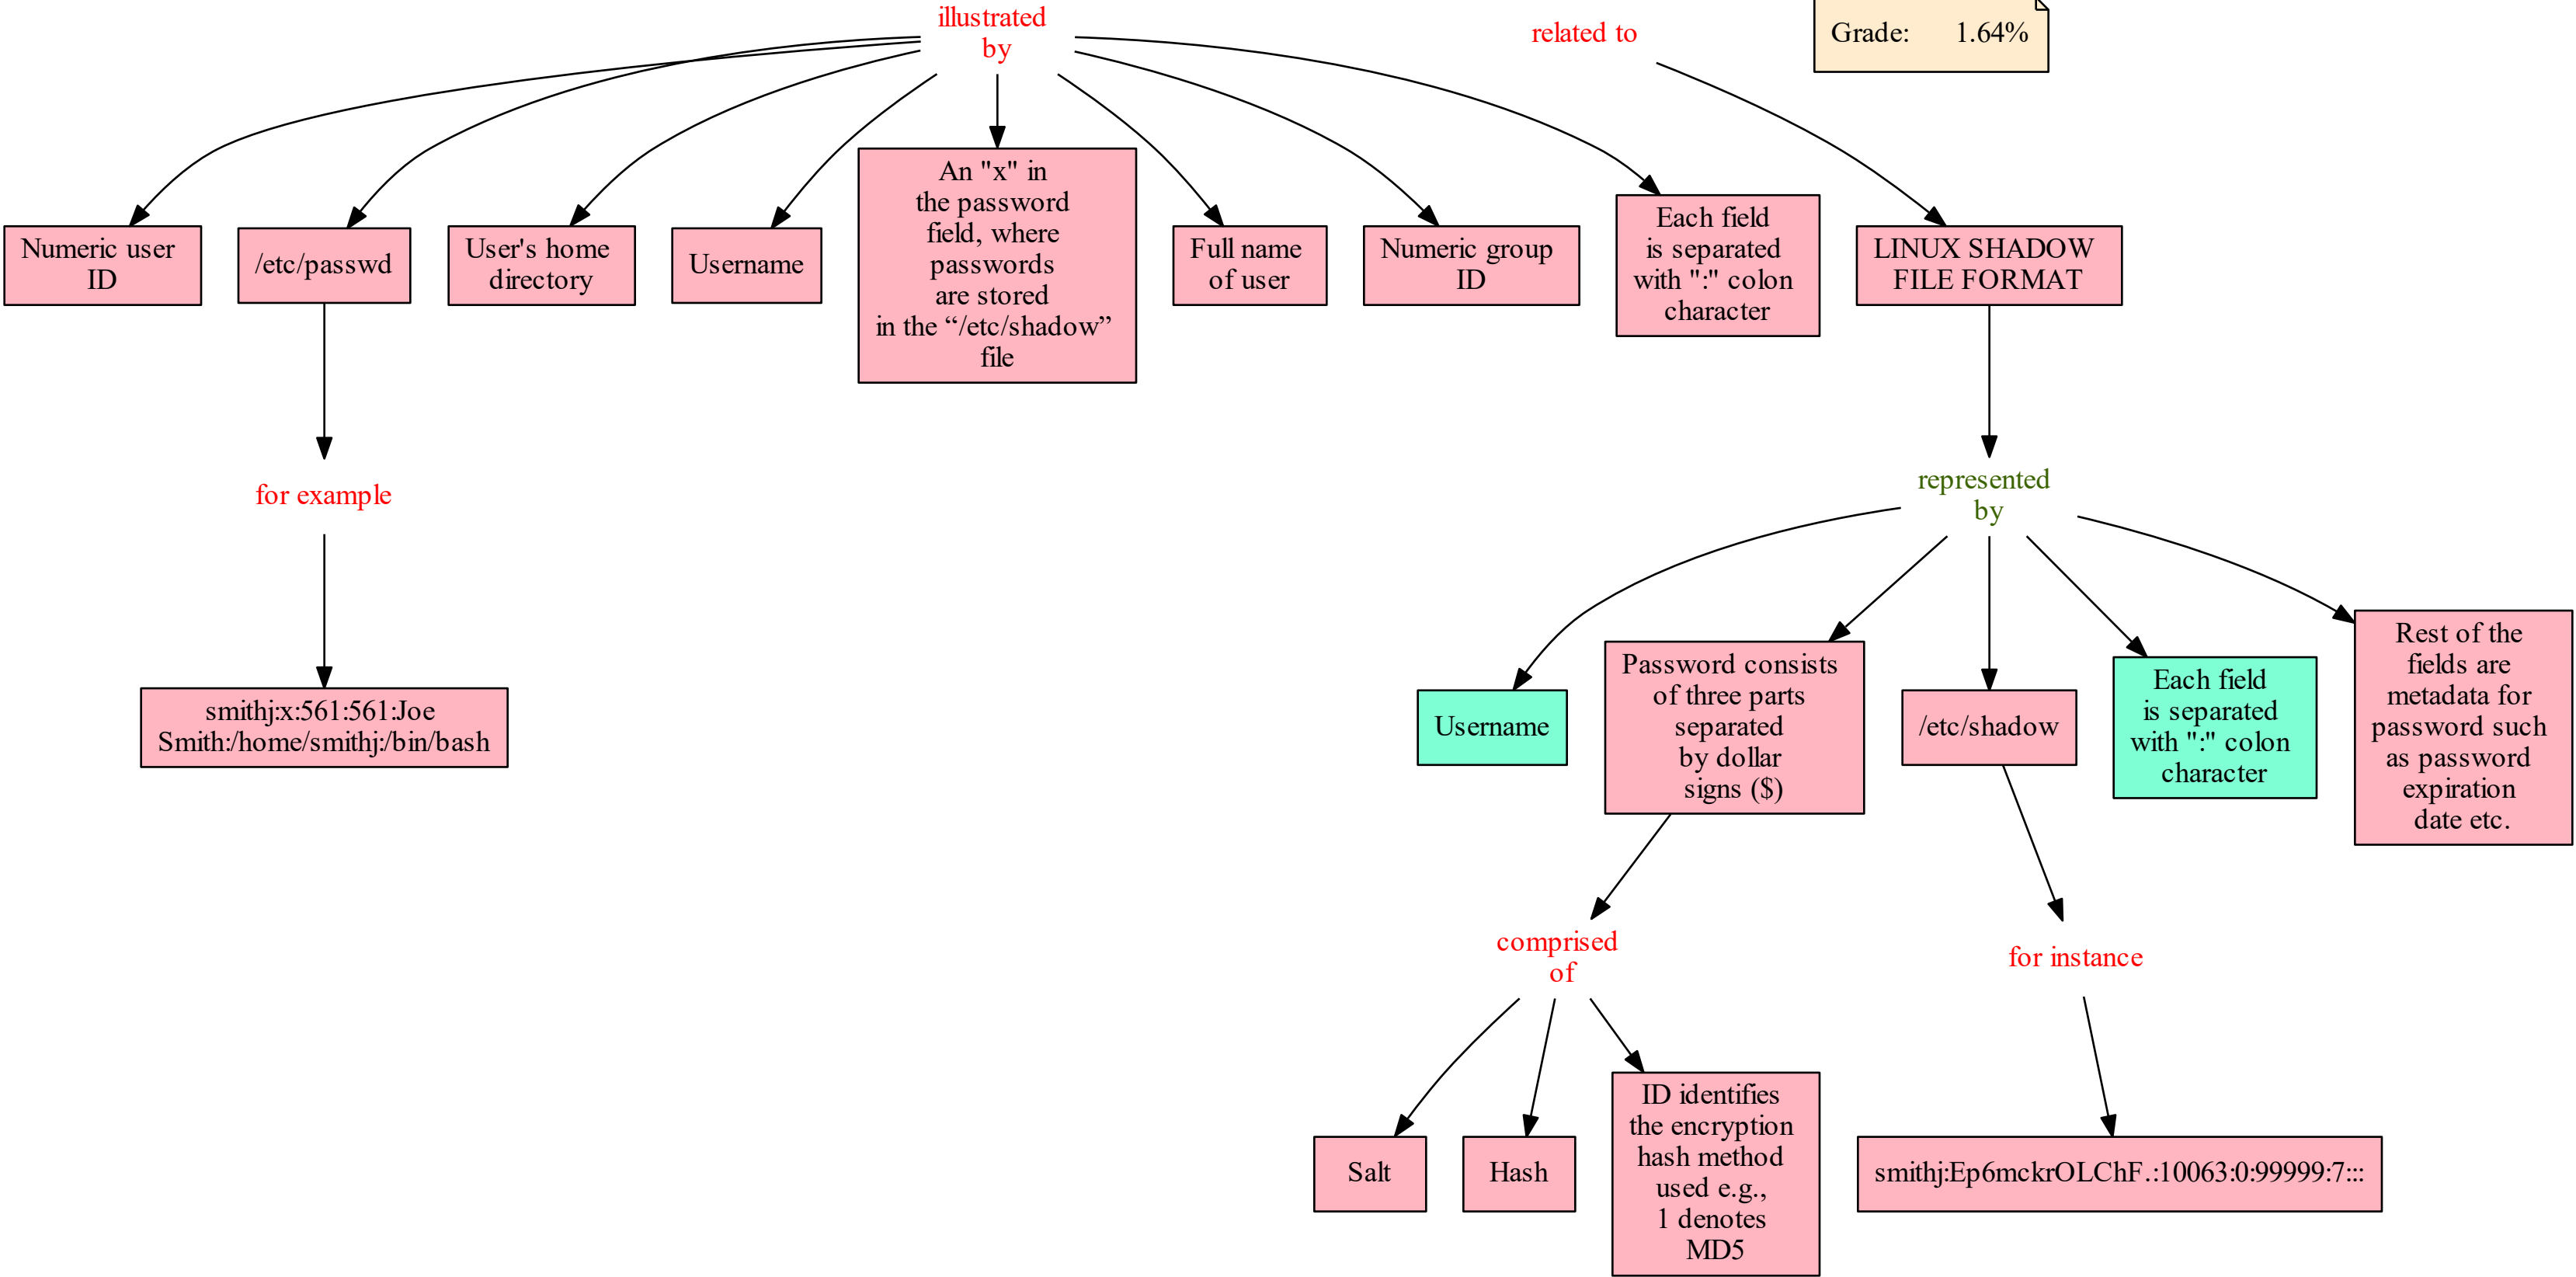 illustrated
by
related to
Grade: 1.64%
Numeric user
ID
/etc/passwd
User's home
directory
Username
An "x" in
the password
field, where
passwords
are stored
in the “/etc/shadow”
file
Full name
of user
Numeric group
ID
Each field
is separated
with ":" colon
character
LINUX SHADOW
FILE FORMAT
for example
represented
by
smithj:x:561:561:Joe
Smith:/home/smithj:/bin/bash
Username
Password consists
of three parts
separated
by dollar
signs ($)
/etc/shadow
Each field
is separated
with ":" colon
character
Rest of the
fields are
metadata for
password such
as password
expiration
date etc.
comprised
of
for instance
Salt
Hash
ID identifies
the encryption
hash method
used e.g.,
1 denotes
MD5
smithj:Ep6mckrOLChF.:10063:0:99999:7:::